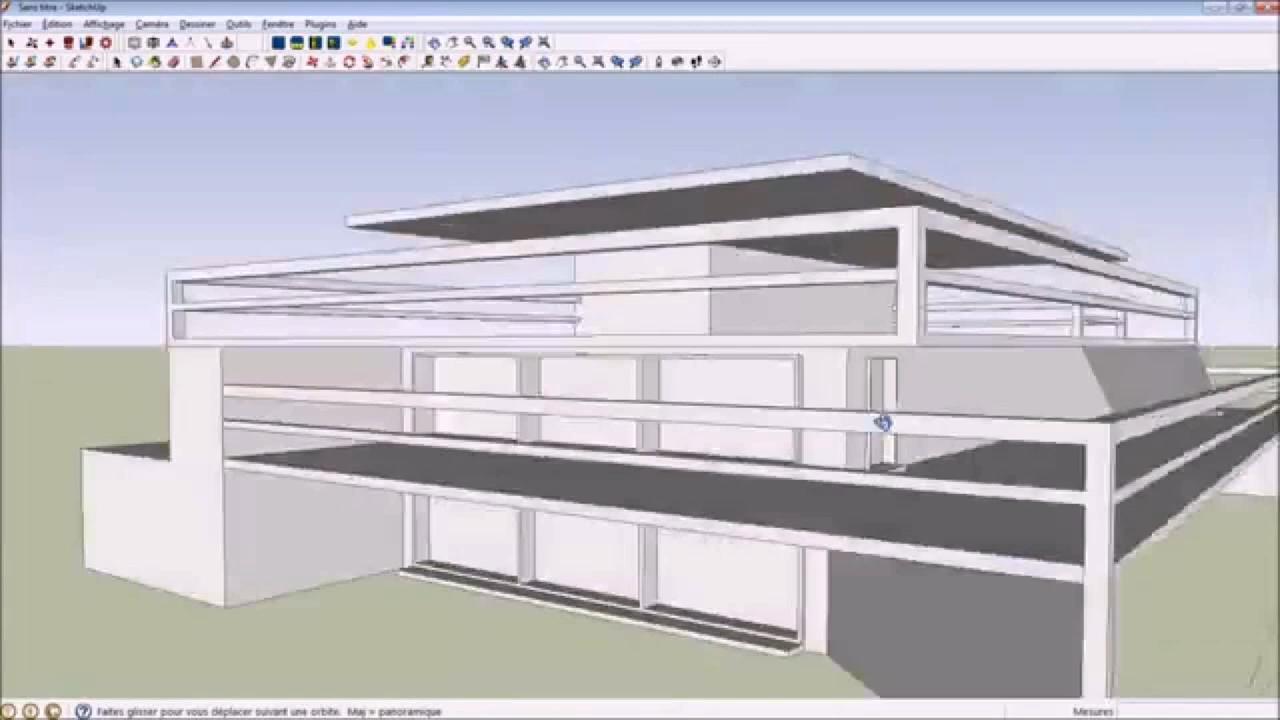 Sans titre - SketchUp
Fichier Édition Affichage Caméra Dessiner Outils Fenêtre Plugins Aide
Faites glisser pour vous déplacer suivant une orbite. Maj = panoramique
Mesures